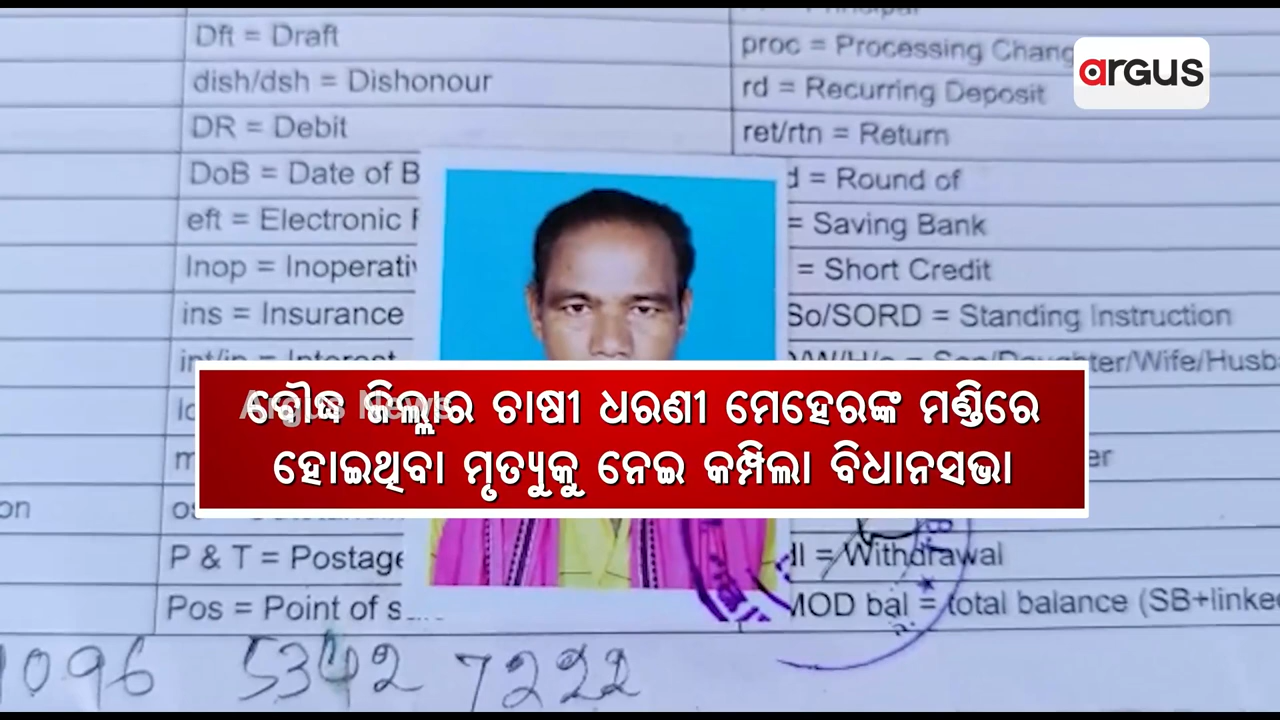 Dft = Draft
proc = Processing
argus
dish/dsh = Dishonour
rd = Recurring Deposit
DR = Debit
ret/rtn = Return
DoB = Date of B
= Round of
eft = Electronic
= Saving Bank
Inop =
= Short Credit
ins = Insurance
So/SORD = Standing Instruction
ବୌଦ୍ଧ ଜିଲ୍ଲାର ଚାଷୀ ଧରଣୀ ମେହେରଙ୍କ ମଣ୍ଡିରେ
Argus News
ହୋଇଥିବା ମୃତ୍ୟୁକୁ ନେଇ କମ୍ପିଲା ବିଧାନସଭା
P & T = Postage
= Withdrawal
Pos = Point of
MOD bal = total balance (SB+linke
1096 5342 7222